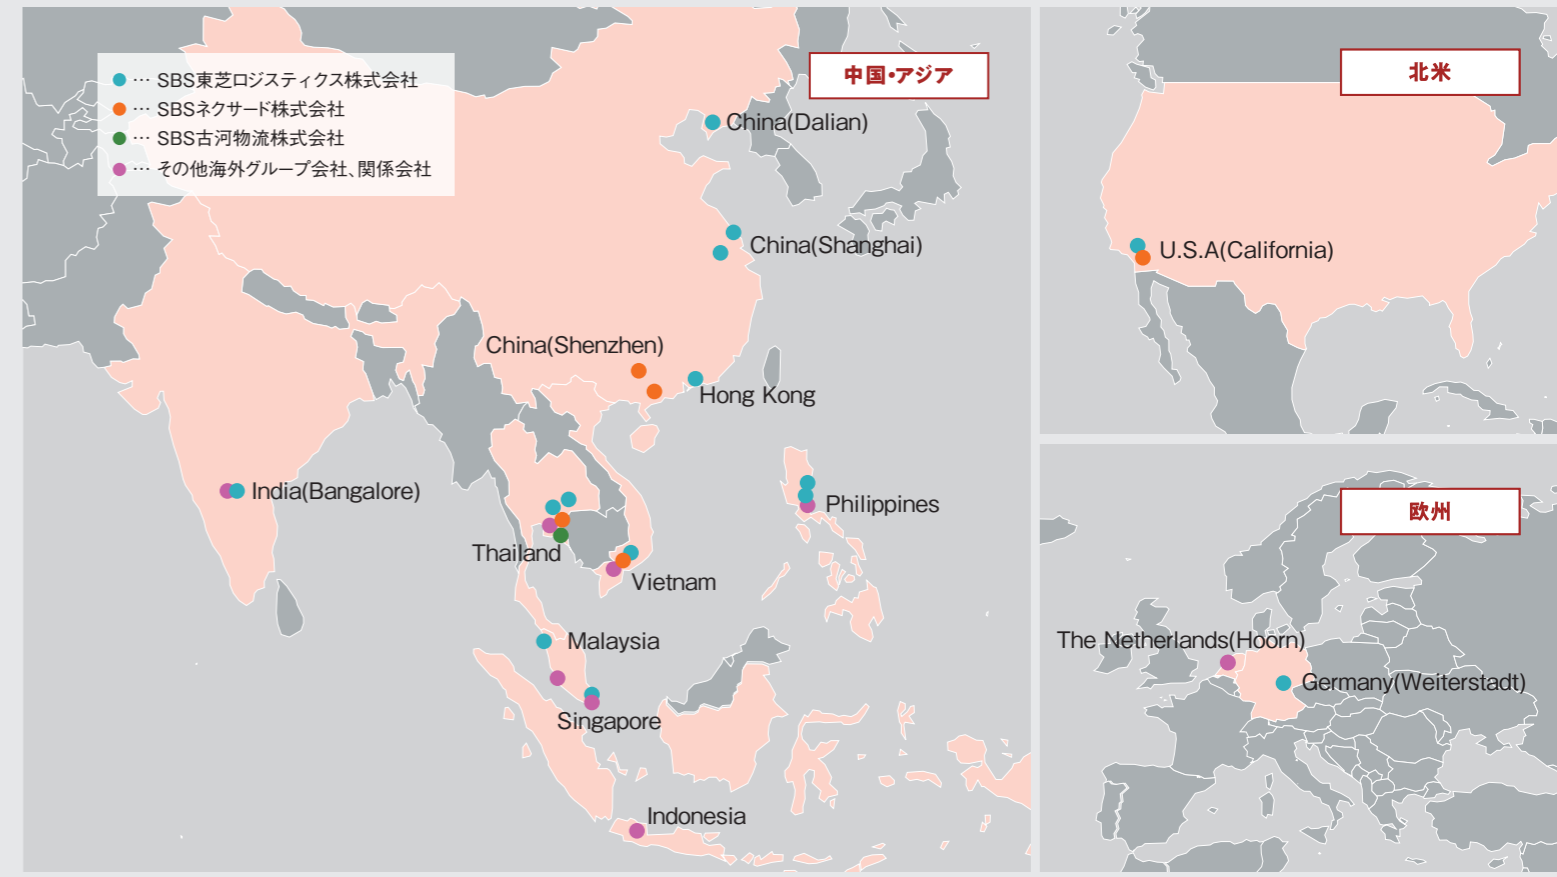 … SBS東芝ロジスティクス株式会社
… SBSネクサード株式会社
… SBS古河物流株式会社
… その他海外グループ会社、関係会社
中国・アジア
China(Dalian)
China(Shanghai)
China(Shenzhen)
Hong Kong
India(Bangalore)
Philippines
Thailand
Vietnam
Malaysia
Singapore
Indonesia
北米
U.S.A(California)
欧州
The Netherlands(Hoorn)
Germany(Weiterstadt)